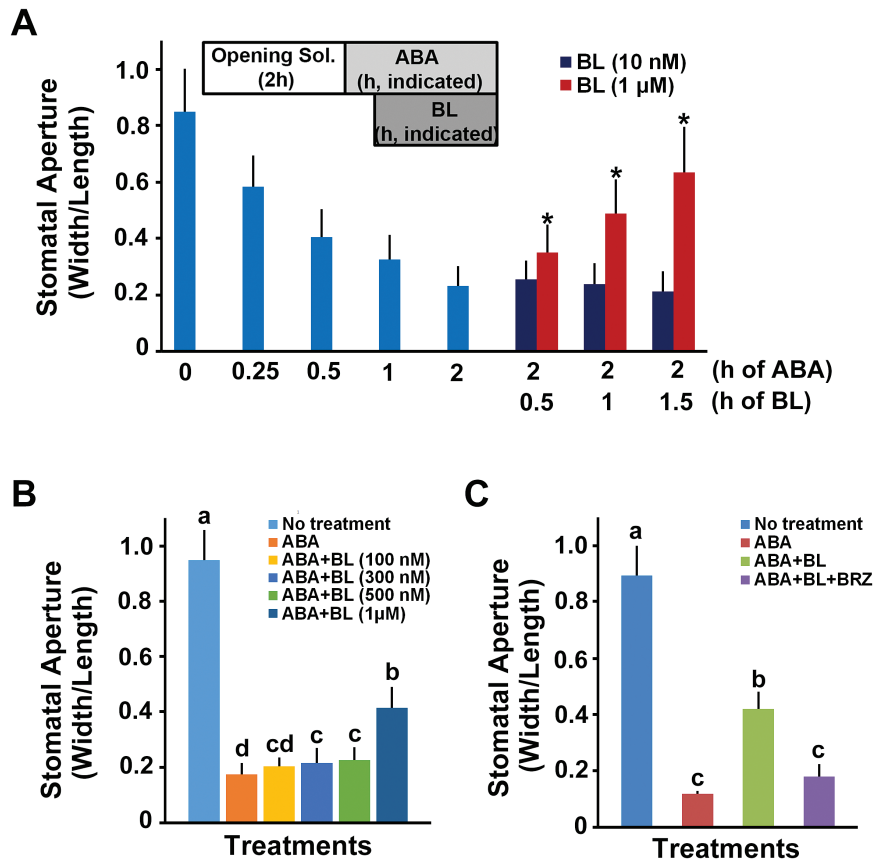 A
Stomatal Aperture
(Width/Length)
1.0
0.8
0.6
0.4
0.2
0
Opening Sol.
(2h)
ABA
(h, indicated)
BL
(h, indicated)
BL (10 nM)
BL (1 µM)
*
*
*
0 0.25 0.5 1 2 2 2 2 (h of ABA)
0.5 1 1.5 (h of BL)
B
Stomatal Aperture
(Width/Length)
1.0
0.8
0.6
0.4
0.2
0
No treatment
ABA
ABA+BL (100 nM)
ABA+BL (300 nM)
ABA+BL (500 nM)
ABA+BL (1µM)
a
d
cd
c
c
b
Treatments
C
Stomatal Aperture
(Width/Length)
1.0
0.8
0.6
0.4
0.2
0
No treatment
ABA
ABA+BL
ABA+BL+BRZ
a
c
b
c
Treatments